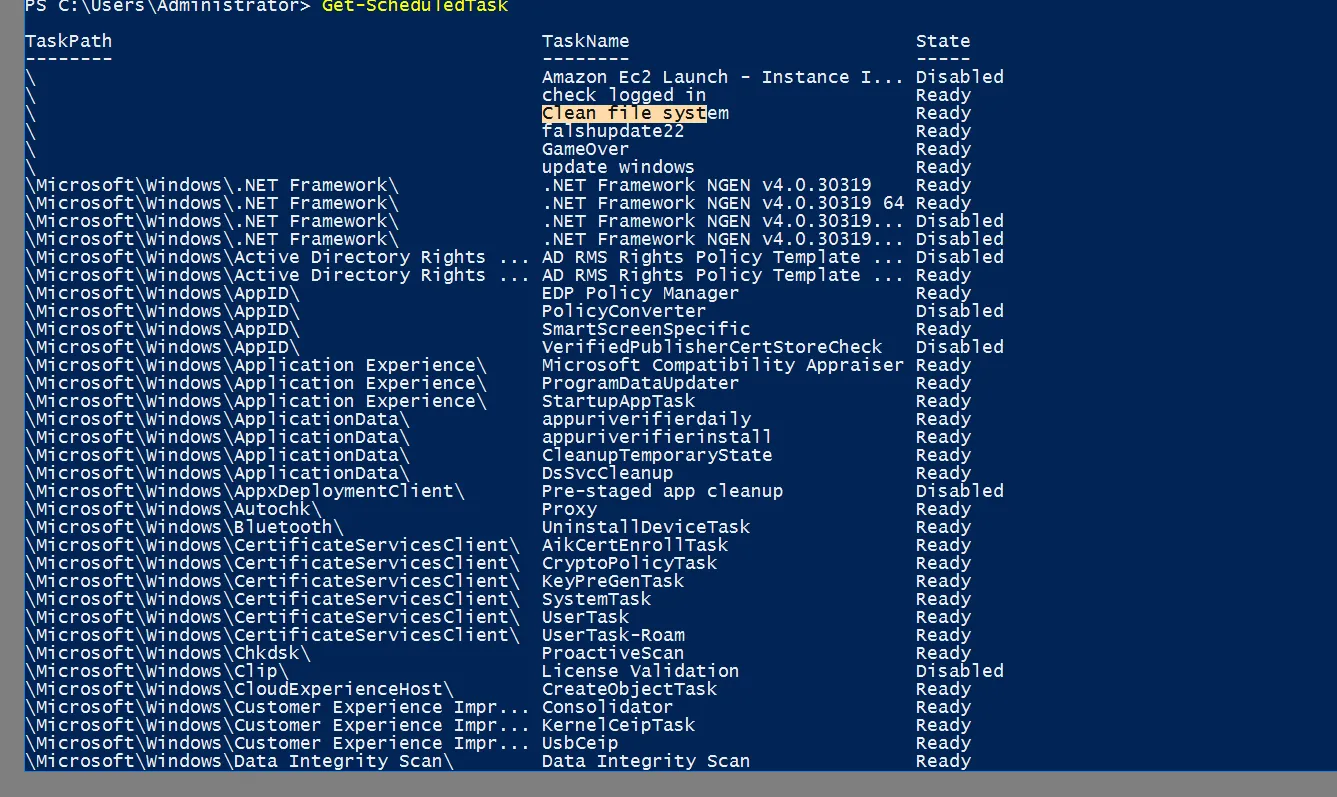 PS C:\Users\Administrator> Get-ScheduledTask
TaskPath TaskName State
-------- -------- -----
\ Amazon Ec2 Launch - Instance I... Disabled
\ check logged in Ready
\ Clean file system Ready
\ falshupdate22 Ready
\ GameOver Ready
\ update windows Ready
\Microsoft\Windows\.NET Framework\ .NET Framework NGEN v4.0.30319 Ready
\Microsoft\Windows\.NET Framework\ .NET Framework NGEN v4.0.30319 64 Ready
\Microsoft\Windows\.NET Framework\ .NET Framework NGEN v4.0.30319... Disabled
\Microsoft\Windows\.NET Framework\ .NET Framework NGEN v4.0.30319... Disabled
\Microsoft\Windows\Active Directory Rights ... AD RMS Rights Policy Template ... Disabled
\Microsoft\Windows\Active Directory Rights ... AD RMS Rights Policy Template ... Ready
\Microsoft\Windows\AppID\ EDP Policy Manager Ready
\Microsoft\Windows\AppID\ PolicyConverter Disabled
\Microsoft\Windows\AppID\ SmartScreenSpecific Ready
\Microsoft\Windows\AppID\ VerifiedPublisherCertStoreCheck Disabled
\Microsoft\Windows\Application Experience\ Microsoft Compatibility Appraiser Ready
\Microsoft\Windows\Application Experience\ ProgramDataUpdater Ready
\Microsoft\Windows\Application Experience\ StartupAppTask Ready
\Microsoft\Windows\ApplicationData\ appuriverifierdaily Ready
\Microsoft\Windows\ApplicationData\ appuriverifierinstall Ready
\Microsoft\Windows\ApplicationData\ CleanupTemporaryState Ready
\Microsoft\Windows\ApplicationData\ DsSvcCleanup Ready
\Microsoft\Windows\AppxDeploymentClient\ Pre-staged app cleanup Disabled
\Microsoft\Windows\Autochk\ Proxy Ready
\Microsoft\Windows\Bluetooth\ UninstallDeviceTask Ready
\Microsoft\Windows\CertificateServicesClient\ AikCertEnrollTask Ready
\Microsoft\Windows\CertificateServicesClient\ CryptoPolicyTask Ready
\Microsoft\Windows\CertificateServicesClient\ KeyPreGenTask Ready
\Microsoft\Windows\CertificateServicesClient\ SystemTask Ready
\Microsoft\Windows\CertificateServicesClient\ UserTask Ready
\Microsoft\Windows\CertificateServicesClient\ UserTask-Roam Ready
\Microsoft\Windows\Chkdsk\ ProactiveScan Ready
\Microsoft\Windows\Clip\ License Validation Disabled
\Microsoft\Windows\CloudExperienceHost\ CreateObjectTask Ready
\Microsoft\Windows\Customer Experience Impr... Consolidator Ready
\Microsoft\Windows\Customer Experience Impr... KernelCeipTask Ready
\Microsoft\Windows\Customer Experience Impr... UsbCeip Ready
\Microsoft\Windows\Data Integrity Scan\ Data Integrity Scan Ready